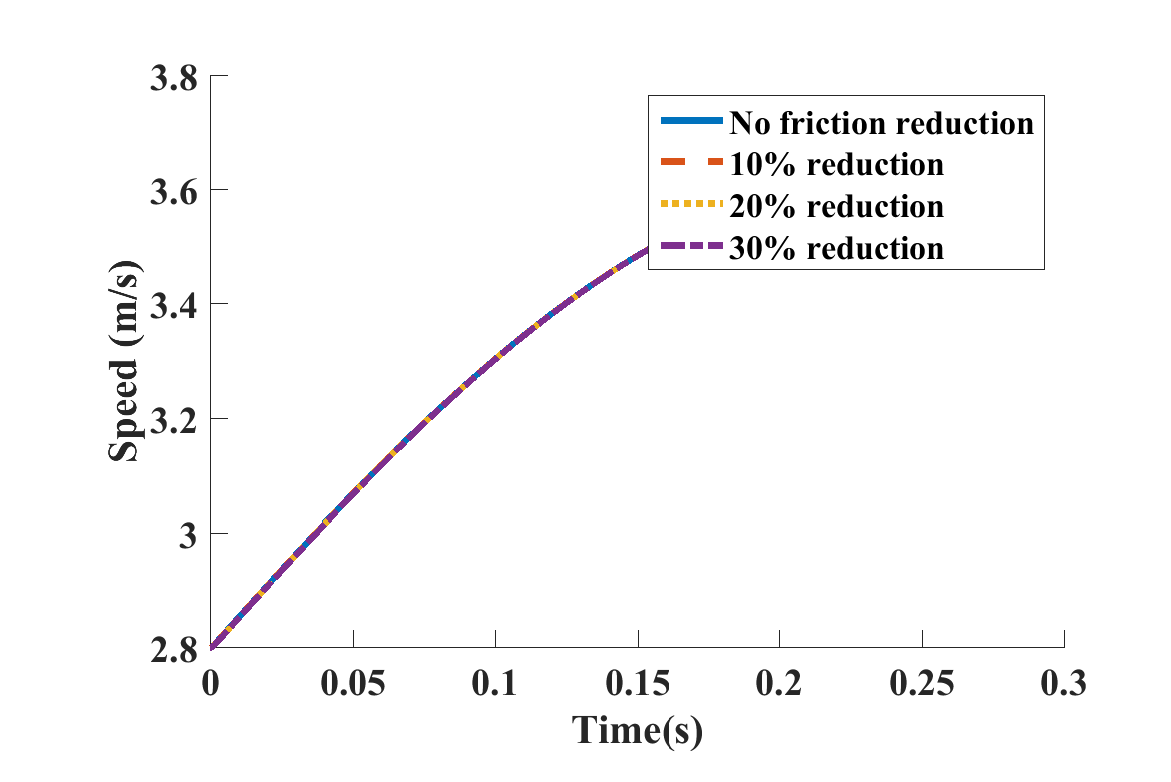 3.8
3.6
3.4
3.2
3
2.8
Speed (m/s)
No friction reduction
10% reduction
20% reduction
30% reduction
0
0.05
0.1
0.15
0.2
0.25
0.3
Time(s)